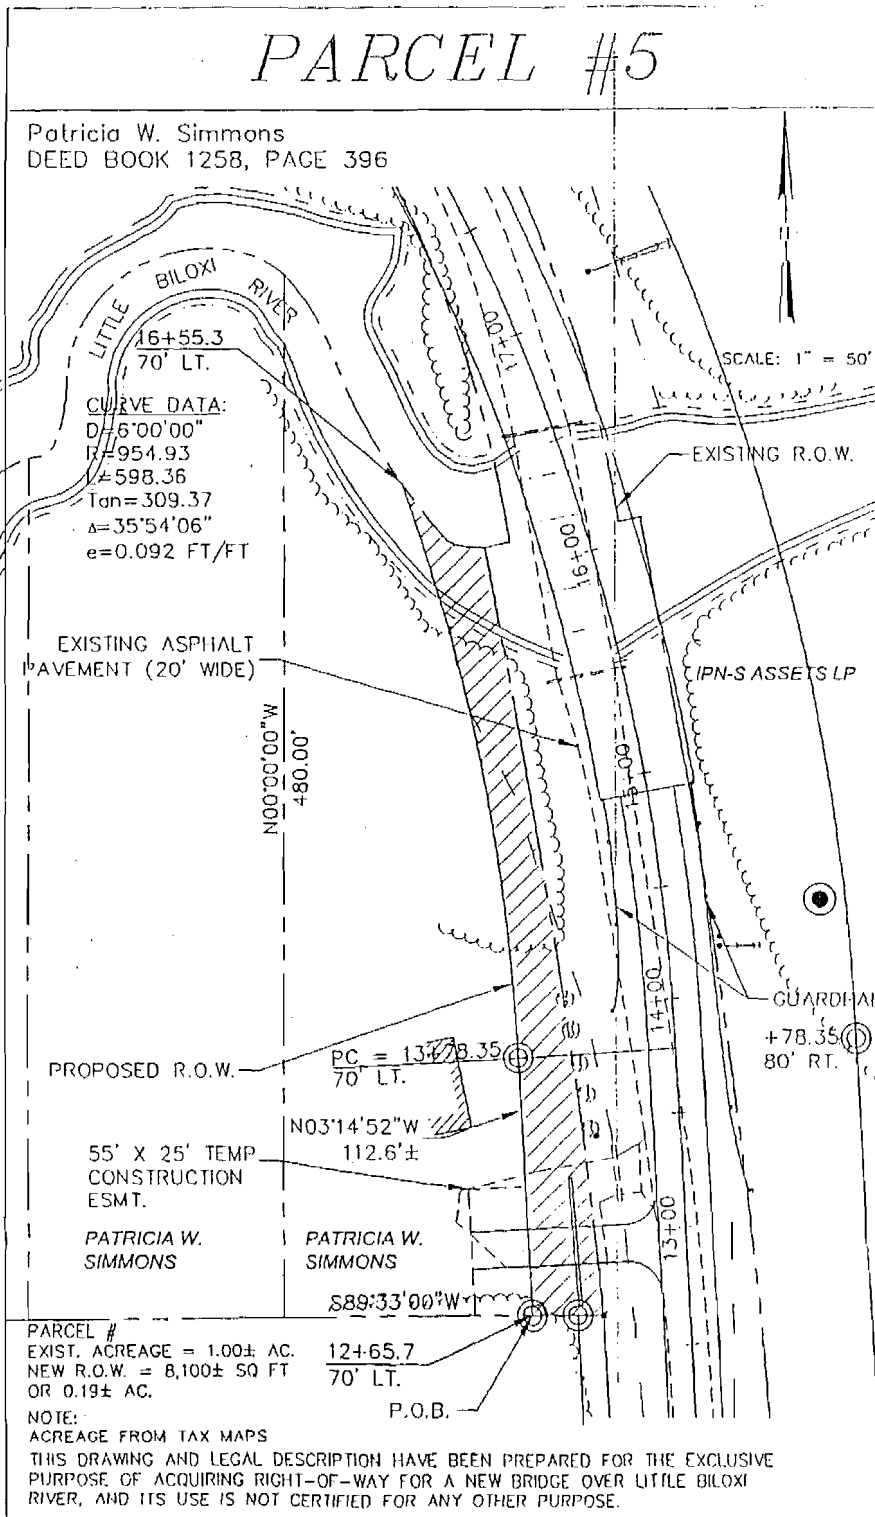 PARCEL #5
Patricia W. Simmons
DEED BOOK 1258, PAGE 396
LITTLE BILOXI RIVER
16+55.3
70' LT.
17+00
SCALE: 1" = 50'
CURVE DATA:
D=6°00'00"
R=954.93
L=598.36
Tan=309.37
Δ=35°54'06"
e=0.092 FT/FT
EXISTING R.O.W.
16+00
EXISTING ASPHALT
PAVEMENT (20' WIDE)
IPN-S ASSETS LP
N00°00'00"W
480.00'
15+00
14+00
GUARDRAI
+78.35
80' RT.
PC = 13+78.35
70' LT.
PROPOSED R.O.W.
N03°14'52"W
112.6'±
55' X 25' TEMP
CONSTRUCTION
ESMT.
13+00
PATRICIA W.
SIMMONS
PATRICIA W.
SIMMONS
S89°33'00"W
PARCEL #
EXIST. ACREAGE = 1.00± AC.
NEW R.O.W. = 8,100± SQ FT
OR 0.19± AC.
12+65.7
70' LT.
P.O.B.
NOTE:
ACREAGE FROM TAX MAPS
THIS DRAWING AND LEGAL DESCRIPTION HAVE BEEN PREPARED FOR THE EXCLUSIVE
PURPOSE OF ACQUIRING RIGHT-OF-WAY FOR A NEW BRIDGE OVER LITTLE BILOXI
RIVER, AND ITS USE IS NOT CERTIFIED FOR ANY OTHER PURPOSE.